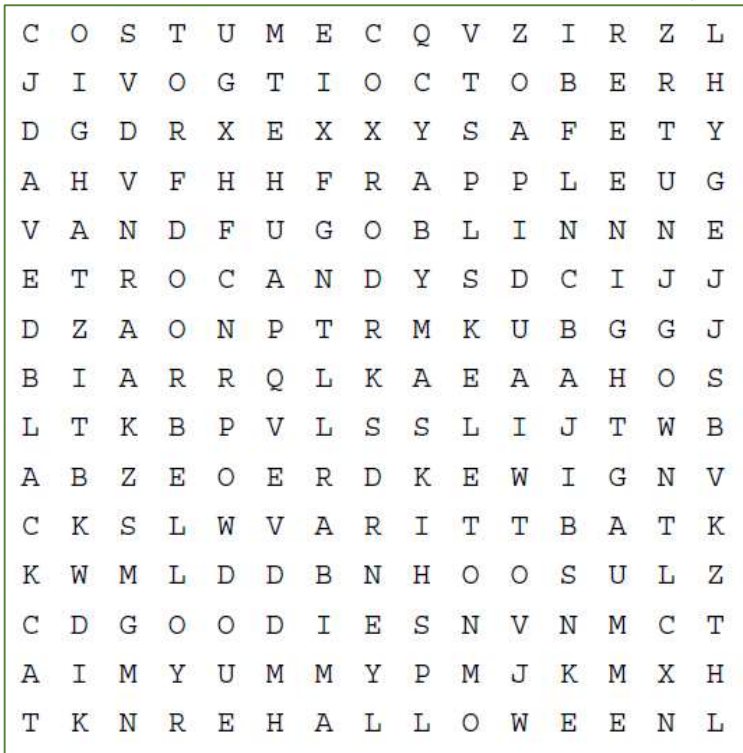 C O S T U M E C Q V Z I R Z L
J I V O G T I O C T O B E R H
D G D R X E X X Y S A F E T Y
A H V F H H F R A P P L E U G
V A N D F U G O B L I N N N E
E T R O C A N D Y S D C I J J
D Z A O N P T R M K U B G G J
B I A R R Q L K A E A A H O S
L T K B P V L S S L I J T W B
A B Z E O E R D K E W I G N V
C K S L W V A R I T T B A T K
K W M L D D B N H O O S U L Z
C D G O O D I E S N V N M C T
A I M Y U M M Y P M J K M X H
T K N R E H A L L O W E E N L